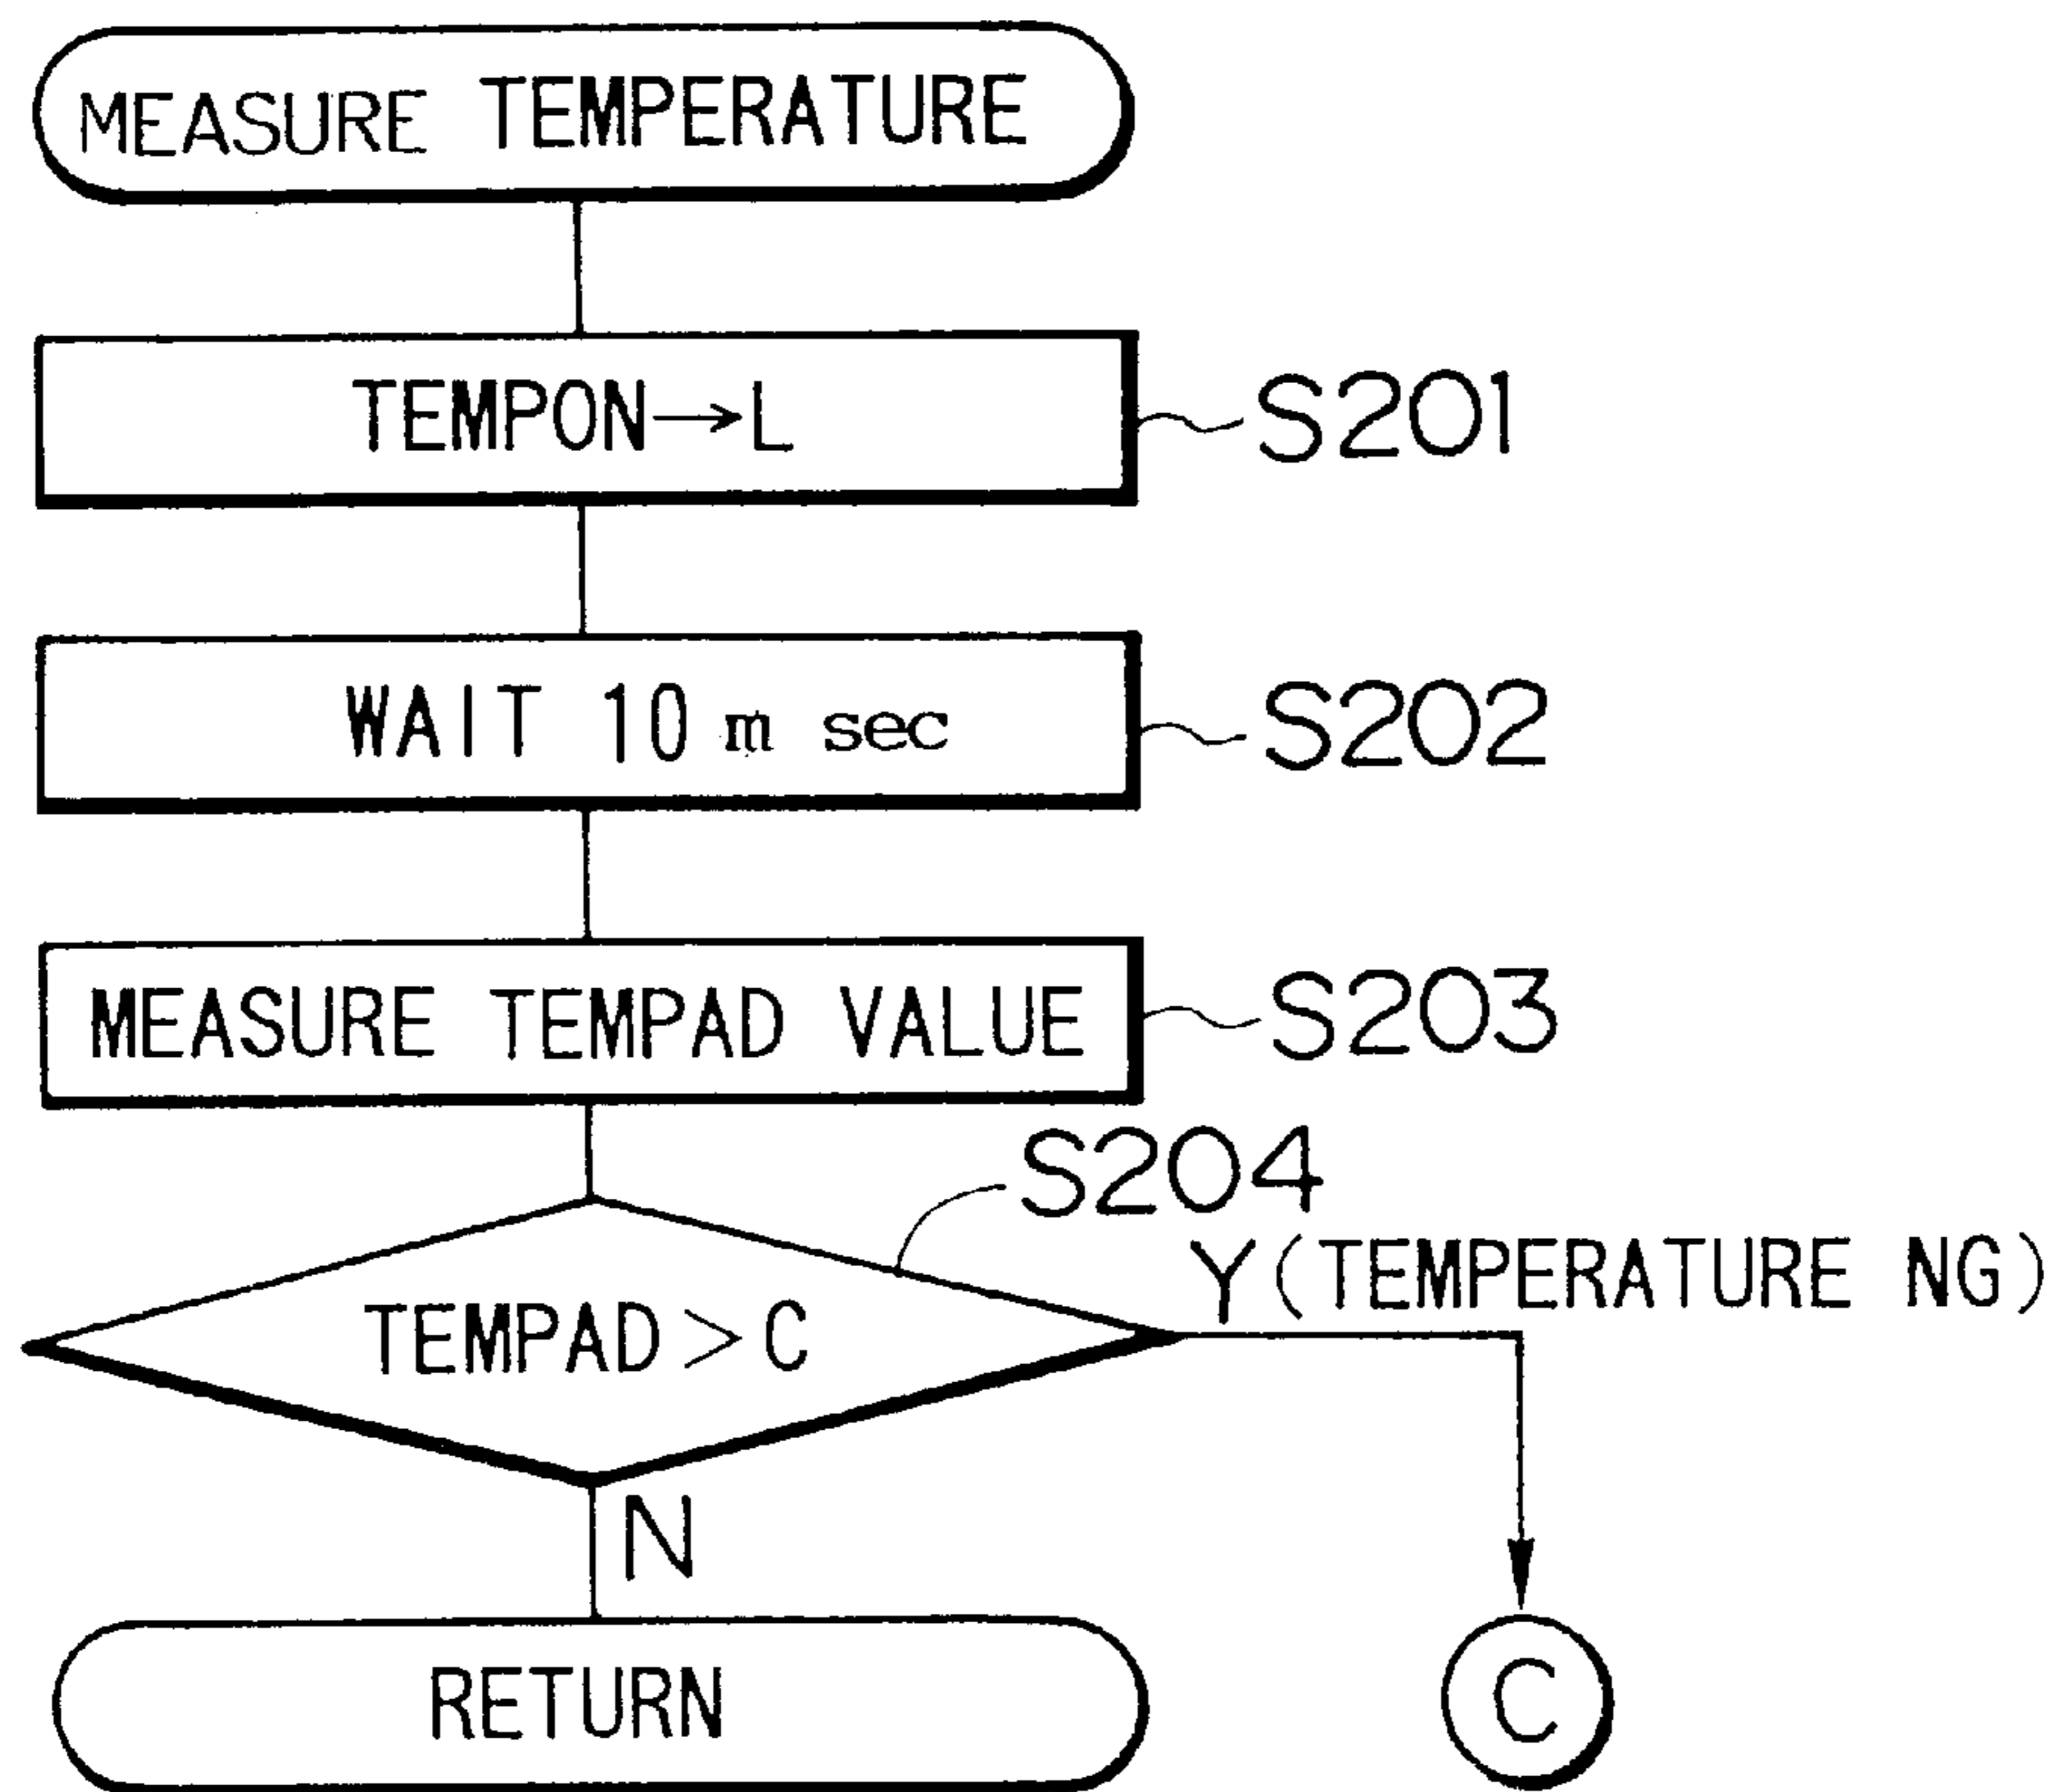 MEASURE TEMPERATURE
TEMPON→L
S201
WAIT 10 m sec
S202
MEASURE TEMPAD VALUE
S203
S204
TEMPAD>C
Y(TEMPERATURE NG)
N
RETURN
C